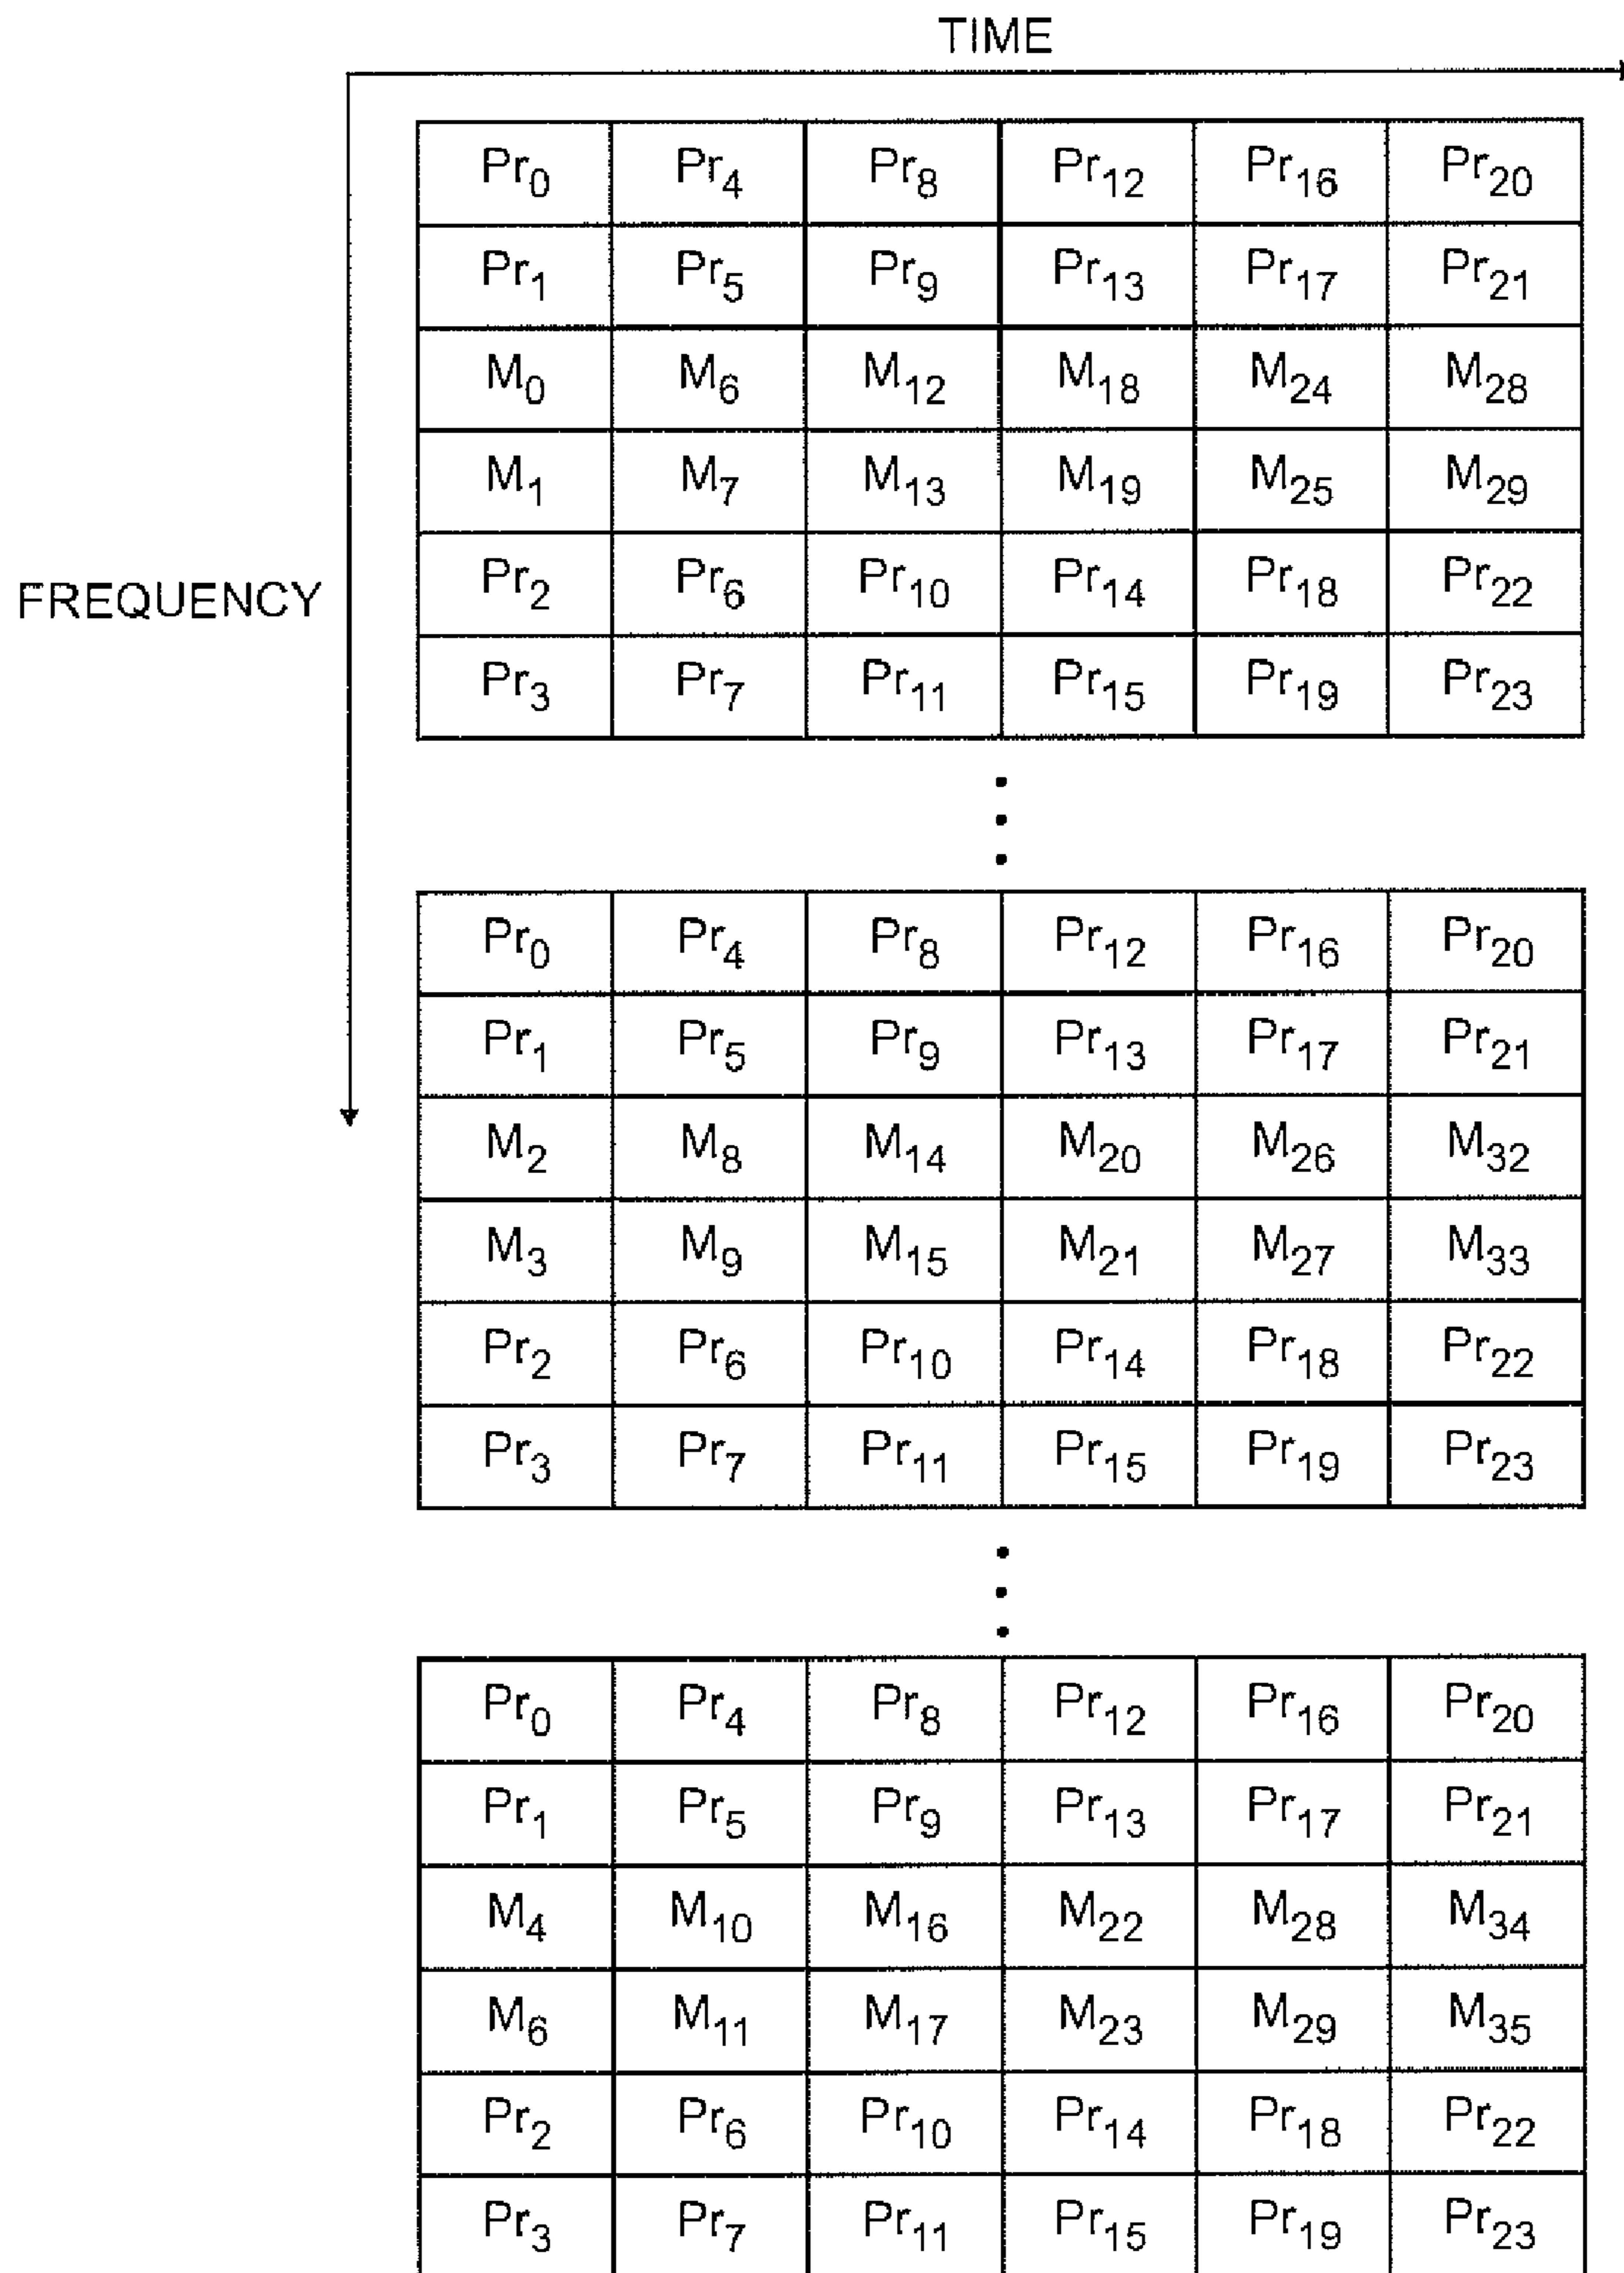 TIME
FREQUENCY
Pr0 Pr4 Pr8 Pr12 Pr16 Pr20
Pr1 Pr5 Pr9 Pr13 Pr17 Pr21
M0 M6 M12 M18 M24 M28
M1 M7 M13 M19 M25 M29
Pr2 Pr6 Pr10 Pr14 Pr18 Pr22
Pr3 Pr7 Pr11 Pr15 Pr19 Pr23
Pr0 Pr4 Pr8 Pr12 Pr16 Pr20
Pr1 Pr5 Pr9 Pr13 Pr17 Pr21
M2 M8 M14 M20 M26 M32
M3 M9 M15 M21 M27 M33
Pr2 Pr6 Pr10 Pr14 Pr18 Pr22
Pr3 Pr7 Pr11 Pr15 Pr19 Pr23
Pr0 Pr4 Pr8 Pr12 Pr16 Pr20
Pr1 Pr5 Pr9 Pr13 Pr17 Pr21
M4 M10 M16 M22 M28 M34
M6 M11 M17 M23 M29 M35
Pr2 Pr6 Pr10 Pr14 Pr18 Pr22
Pr3 Pr7 Pr11 Pr15 Pr19 Pr23